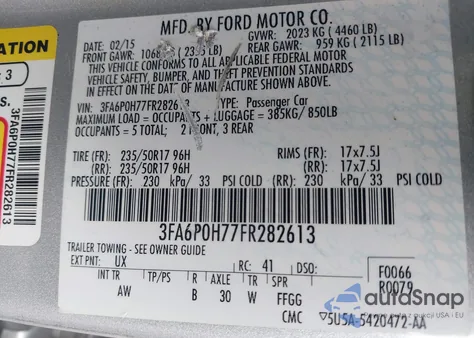 MFD. BY FORD MOTOR CO.
DATE: 02/15 GVWR: 2023 KG ( 4460 LB)
FRONT GAWR: REAR GAWR: 959 KG ( 2115 LB)
THIS VEHICLE CONFORMS TO ALL APPLICABLE FEDERAL MOTOR
VEHICLE SAFETY, BUMPER, AND THEFT PREVENTION STANDARDS
IN EFFECT ON THE DATE OF MANUFACTURE SHOWN ABOVE.
VIN: 3FA6P0H77FR282613 Type: Passenger Car
MAXIMUM LOAD = OCCUPANTS + LUGGAGE = 385KG/ 850LB
OCCUPANTS = 5 TOTAL: 2 FRONT, 3 REAR
TIRE (FR): 235/50R17 96H RIMS (FR): 17x7.5J
(RR): 235/50R17 96H (RR): 17x7.5J
PRESSURE (FR): 230 kPa/ 33 PSI COLD (RR): 230 kPa/ 33 PSI COLD
3FA6P0H77FR282613
TRAILER TOWING - SEE OWNER GUIDE
EXT PNT: UX RC: 41 DSO:
INT TR TP/PS R AX TR SPR
AW B 30 W FFGG
F0066
R0079
CMC 5U5A-5420472-AA
3FA6P0H77FR282613
: 3
autoSnap
USA i EU